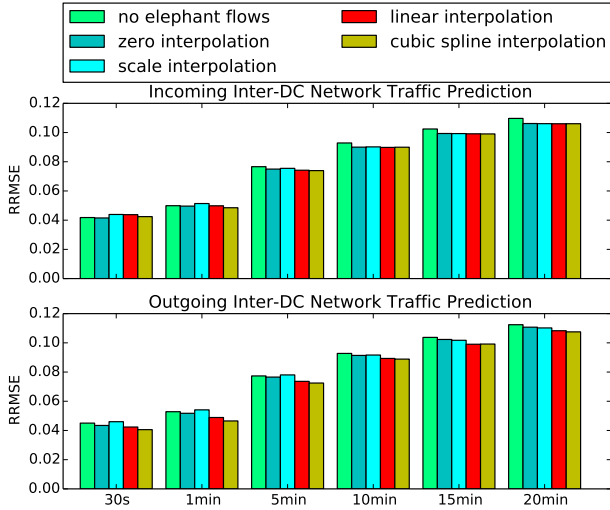 no elephant flows
zero interpolation
scale interpolation
linear interpolation
cubic spline interpolation
Incoming Inter-DC Network Traffic Prediction
0.12
0.10
0.08
0.06
0.04
0.02
0.00
RRMSE
Outgoing Inter-DC Network Traffic Prediction
0.12
0.10
0.08
0.06
0.04
0.02
0.00
RRMSE
30s 1min 5min 10min 15min 20min